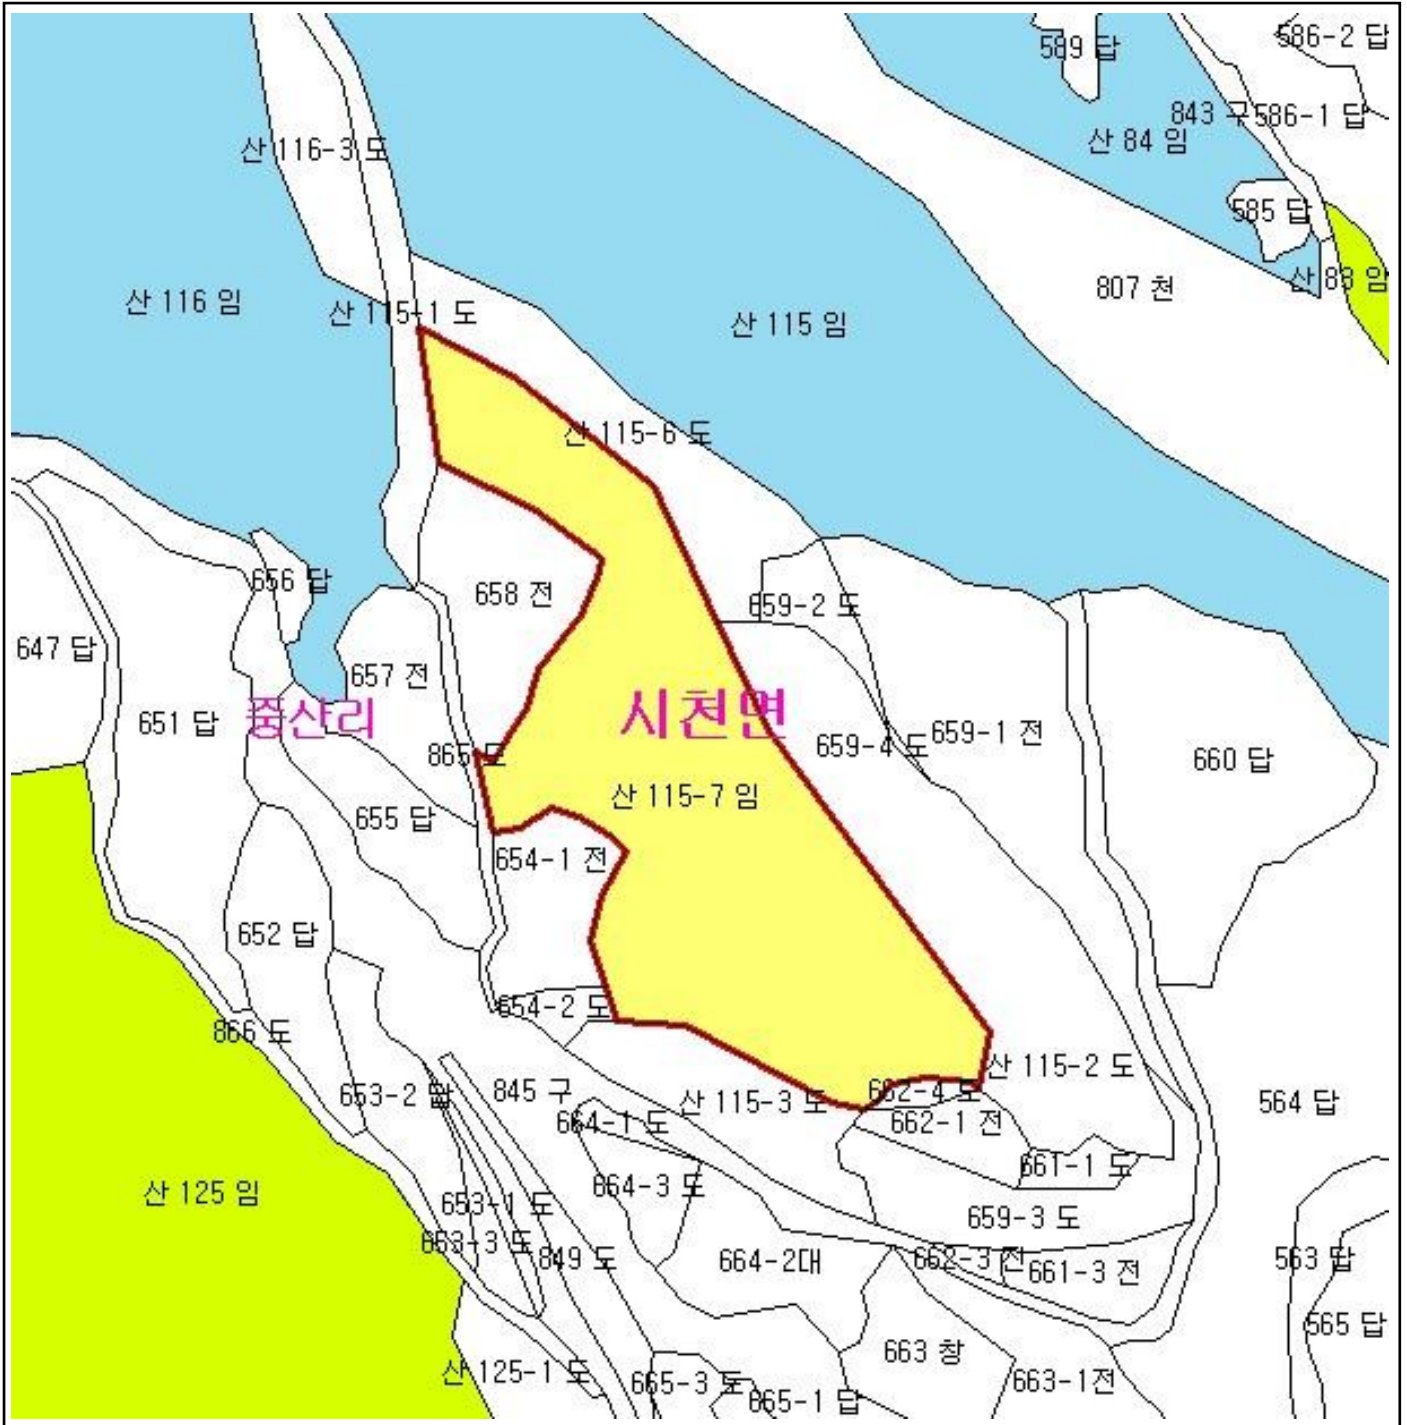 586-2 답
589 답
843 구
586-1 답
산 84 임
산 116-3 도
585 답
산 83 임
807 천
산 116 임
산 115-1 도
산 115 임
산 115-6 도
656 답
658 전
659-2 도
647 답
657 전
651 답
중산리
시천면
659-4 도
659-1 전
865 도
660 답
산 115-7 임
655 답
654-1 전
652 답
654-2 도
866 도
산 115-2 도
653-2 답
845 구
662-4 도
산 115-3 도
564 답
664-1 도
662-1 전
661-1 도
664-3 도
산 125 임
653-1 도
659-3 도
653-3 도
849 도
664-2대
662-3 전
661-3 전
563 답
565 답
663 창
산 125-1 도
665-3 도
663-1전
665-1 답